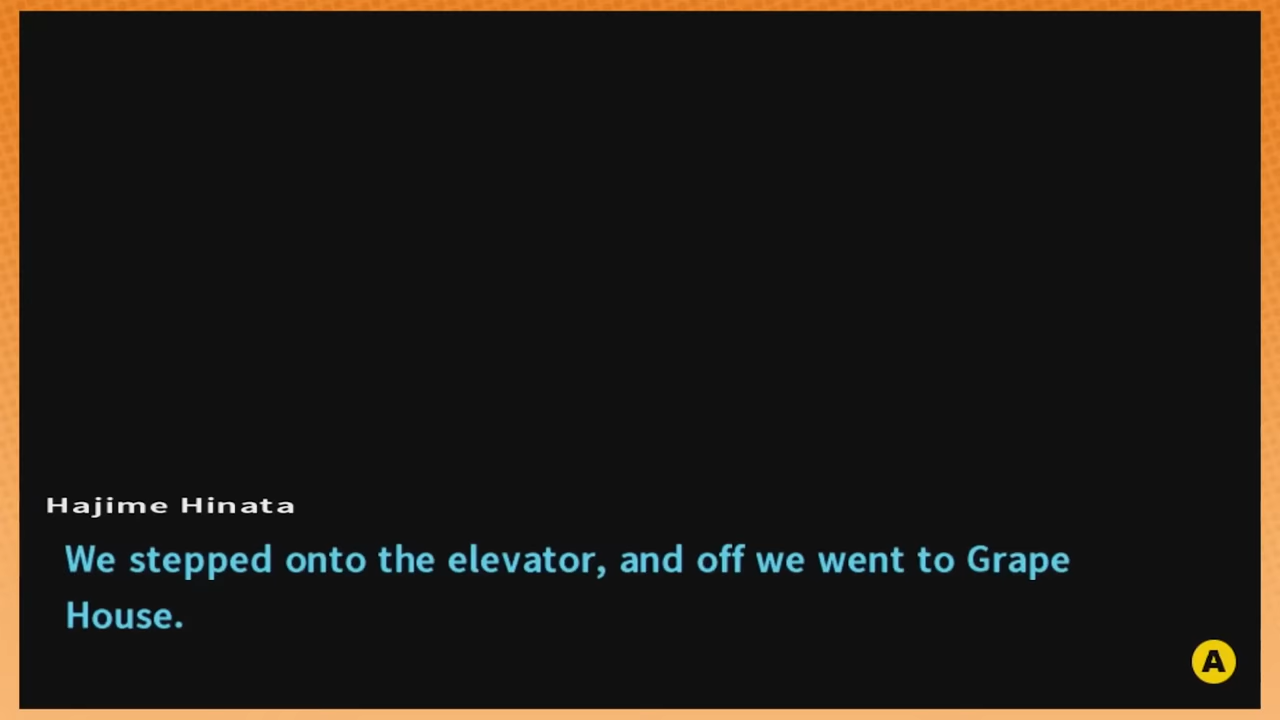 Hajime Hinata
We stepped onto the elevator, and off we went to Grape
House.
A